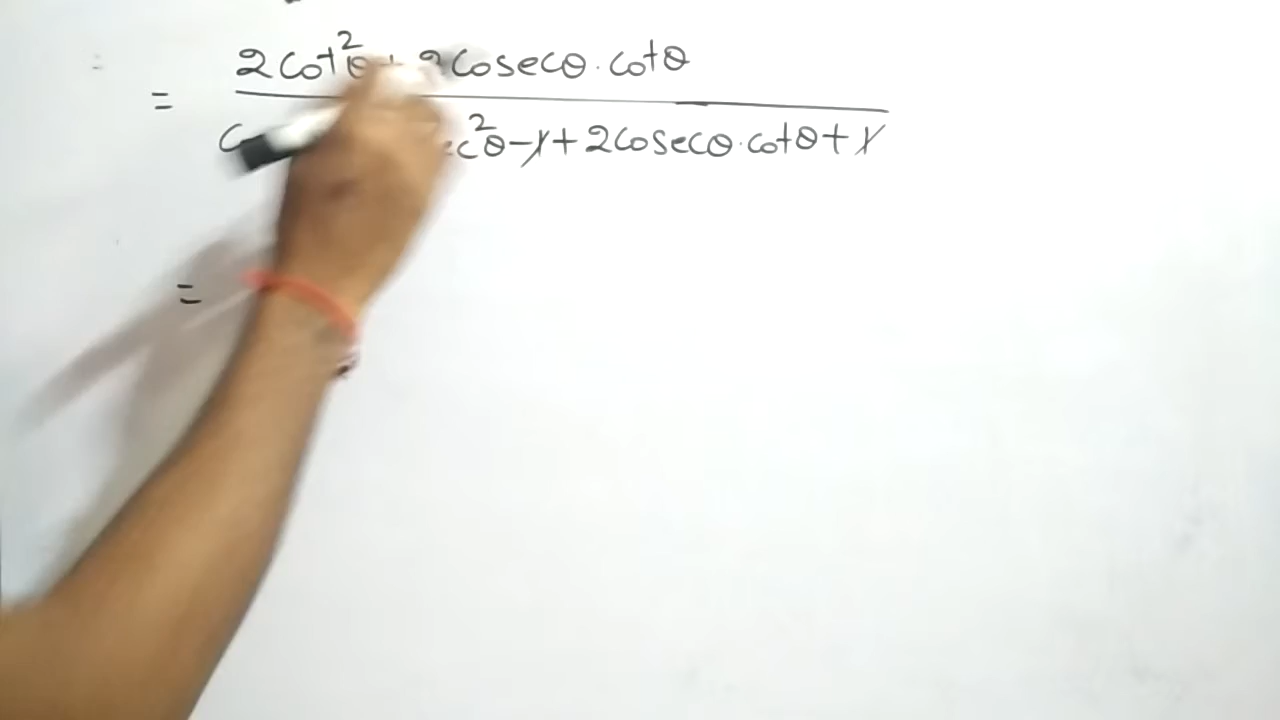 = 2cot²θ + 2cosecθ.cotθ
c ec²θ-1+2cosecθ.cotθ+1
=